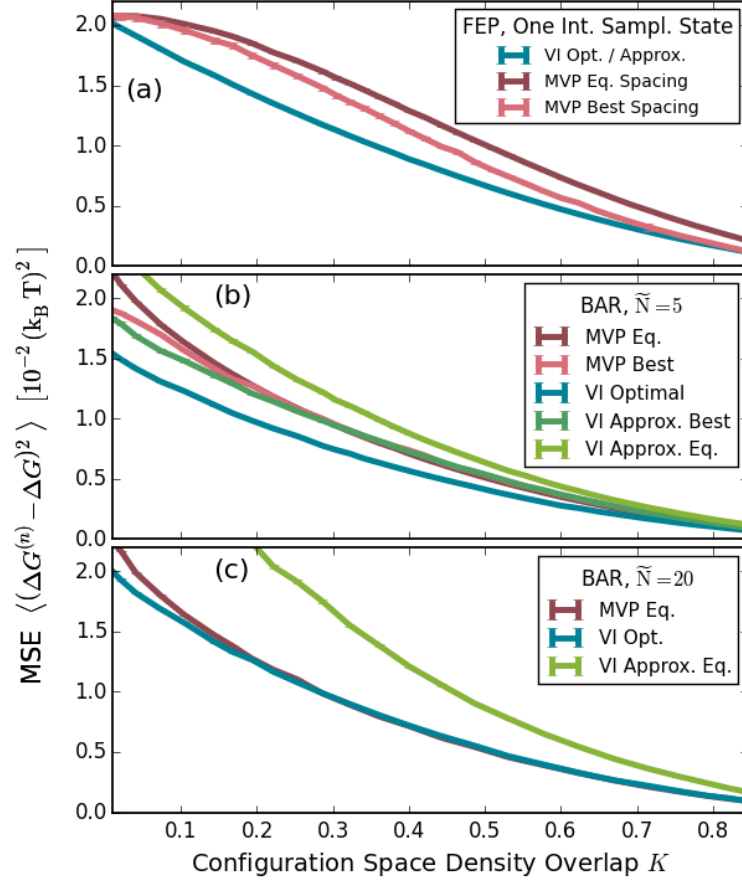 2.0
1.5
1.0
0.5
0.0
(a)
FEP, One Int. Sampl. State
VI Opt. / Approx.
MVP Eq. Spacing
MVP Best Spacing
2.0
1.5
1.0
0.5
0.0
(b)
BAR, Ñ = 5
MVP Eq.
MVP Best
VI Optimal
VI Approx. Best
VI Approx. Eq.
2.0
1.5
1.0
0.5
0.0
(c)
BAR, Ñ = 20
MVP Eq.
VI Opt.
VI Approx. Eq.
0.1 0.2 0.3 0.4 0.5 0.6 0.7 0.8
Configuration Space Density Overlap K
MSE ⟨(ΔG⁽ⁿ⁾ − ΔG)²⟩ [10⁻² (k_B T)²]